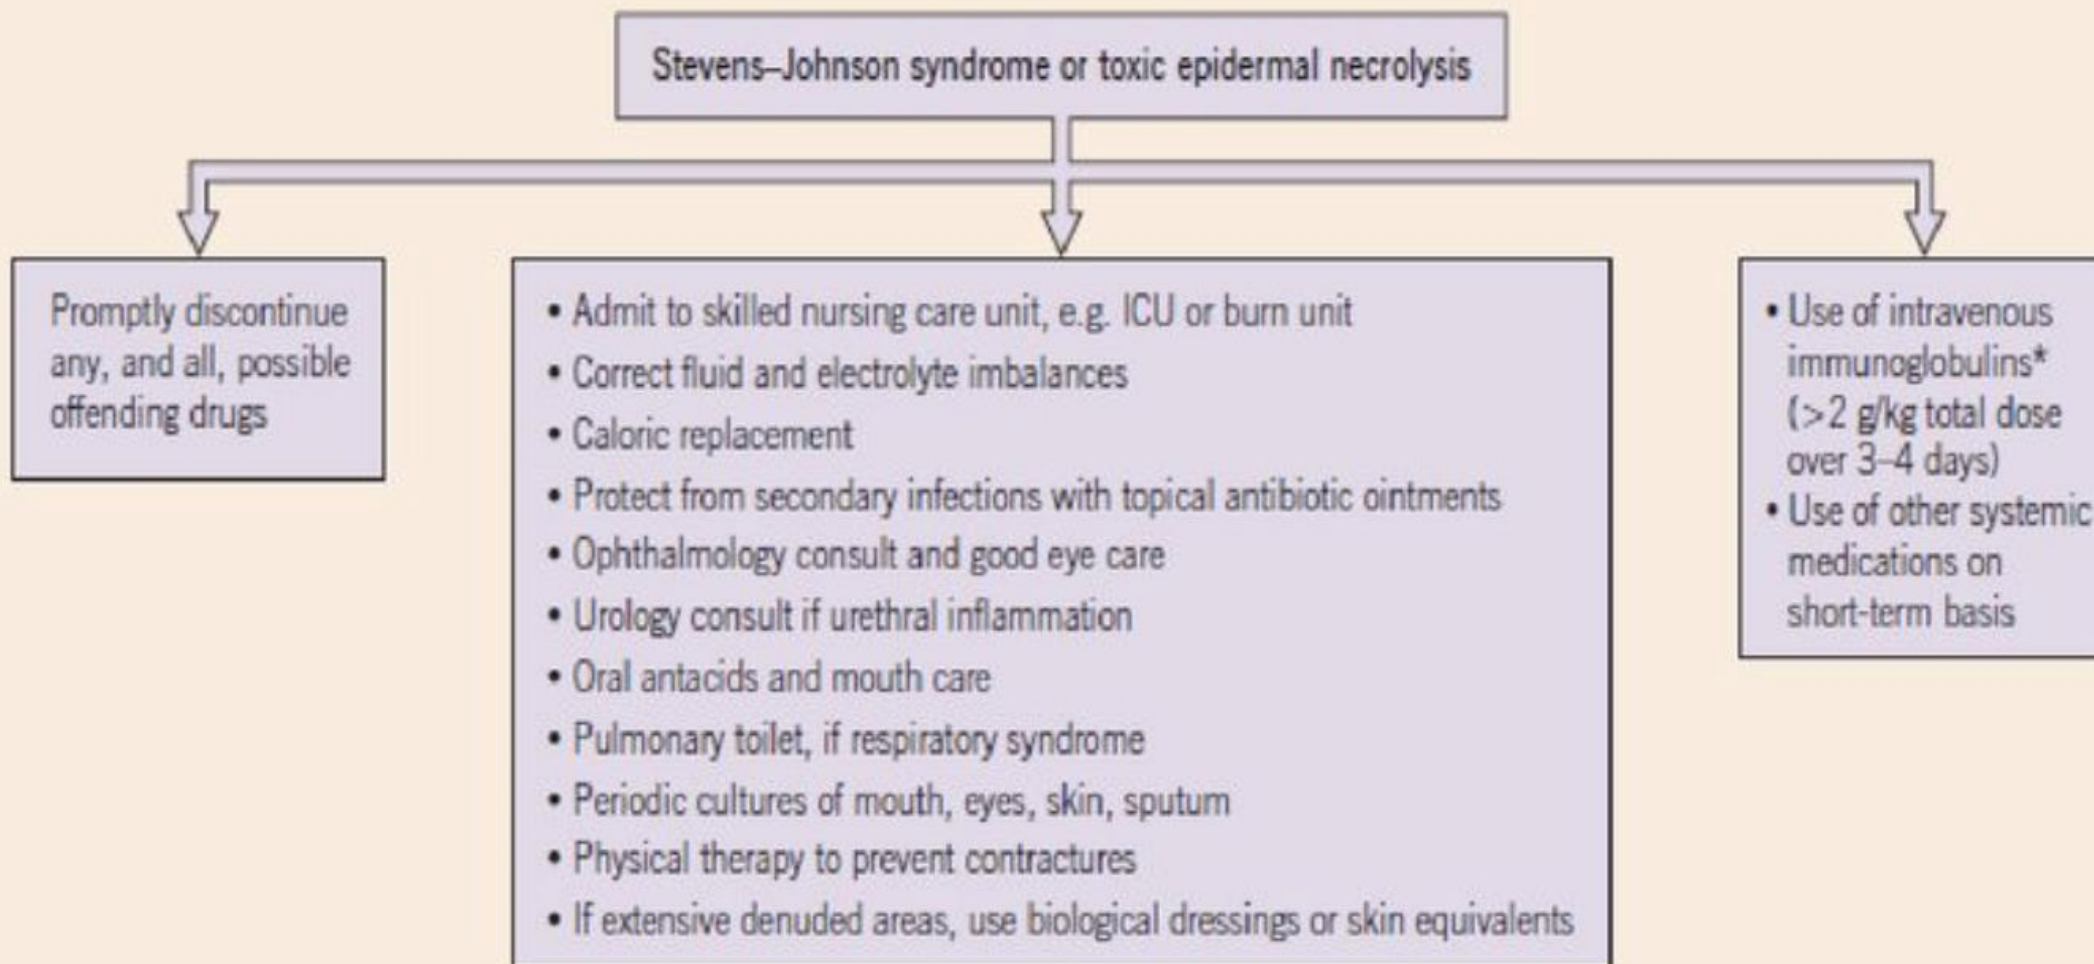 Stevens–Johnson syndrome or toxic epidermal necrolysis
Promptly discontinue
any, and all, possible
offending drugs
• Admit to skilled nursing care unit, e.g. ICU or burn unit
• Correct fluid and electrolyte imbalances
• Caloric replacement
• Protect from secondary infections with topical antibiotic ointments
• Ophthalmology consult and good eye care
• Urology consult if urethral inflammation
• Oral antacids and mouth care
• Pulmonary toilet, if respiratory syndrome
• Periodic cultures of mouth, eyes, skin, sputum
• Physical therapy to prevent contractures
• If extensive denuded areas, use biological dressings or skin equivalents
• Use of intravenous
immunoglobulins*
(>2 g/kg total dose
over 3–4 days)
• Use of other systemic
medications on
short-term basis